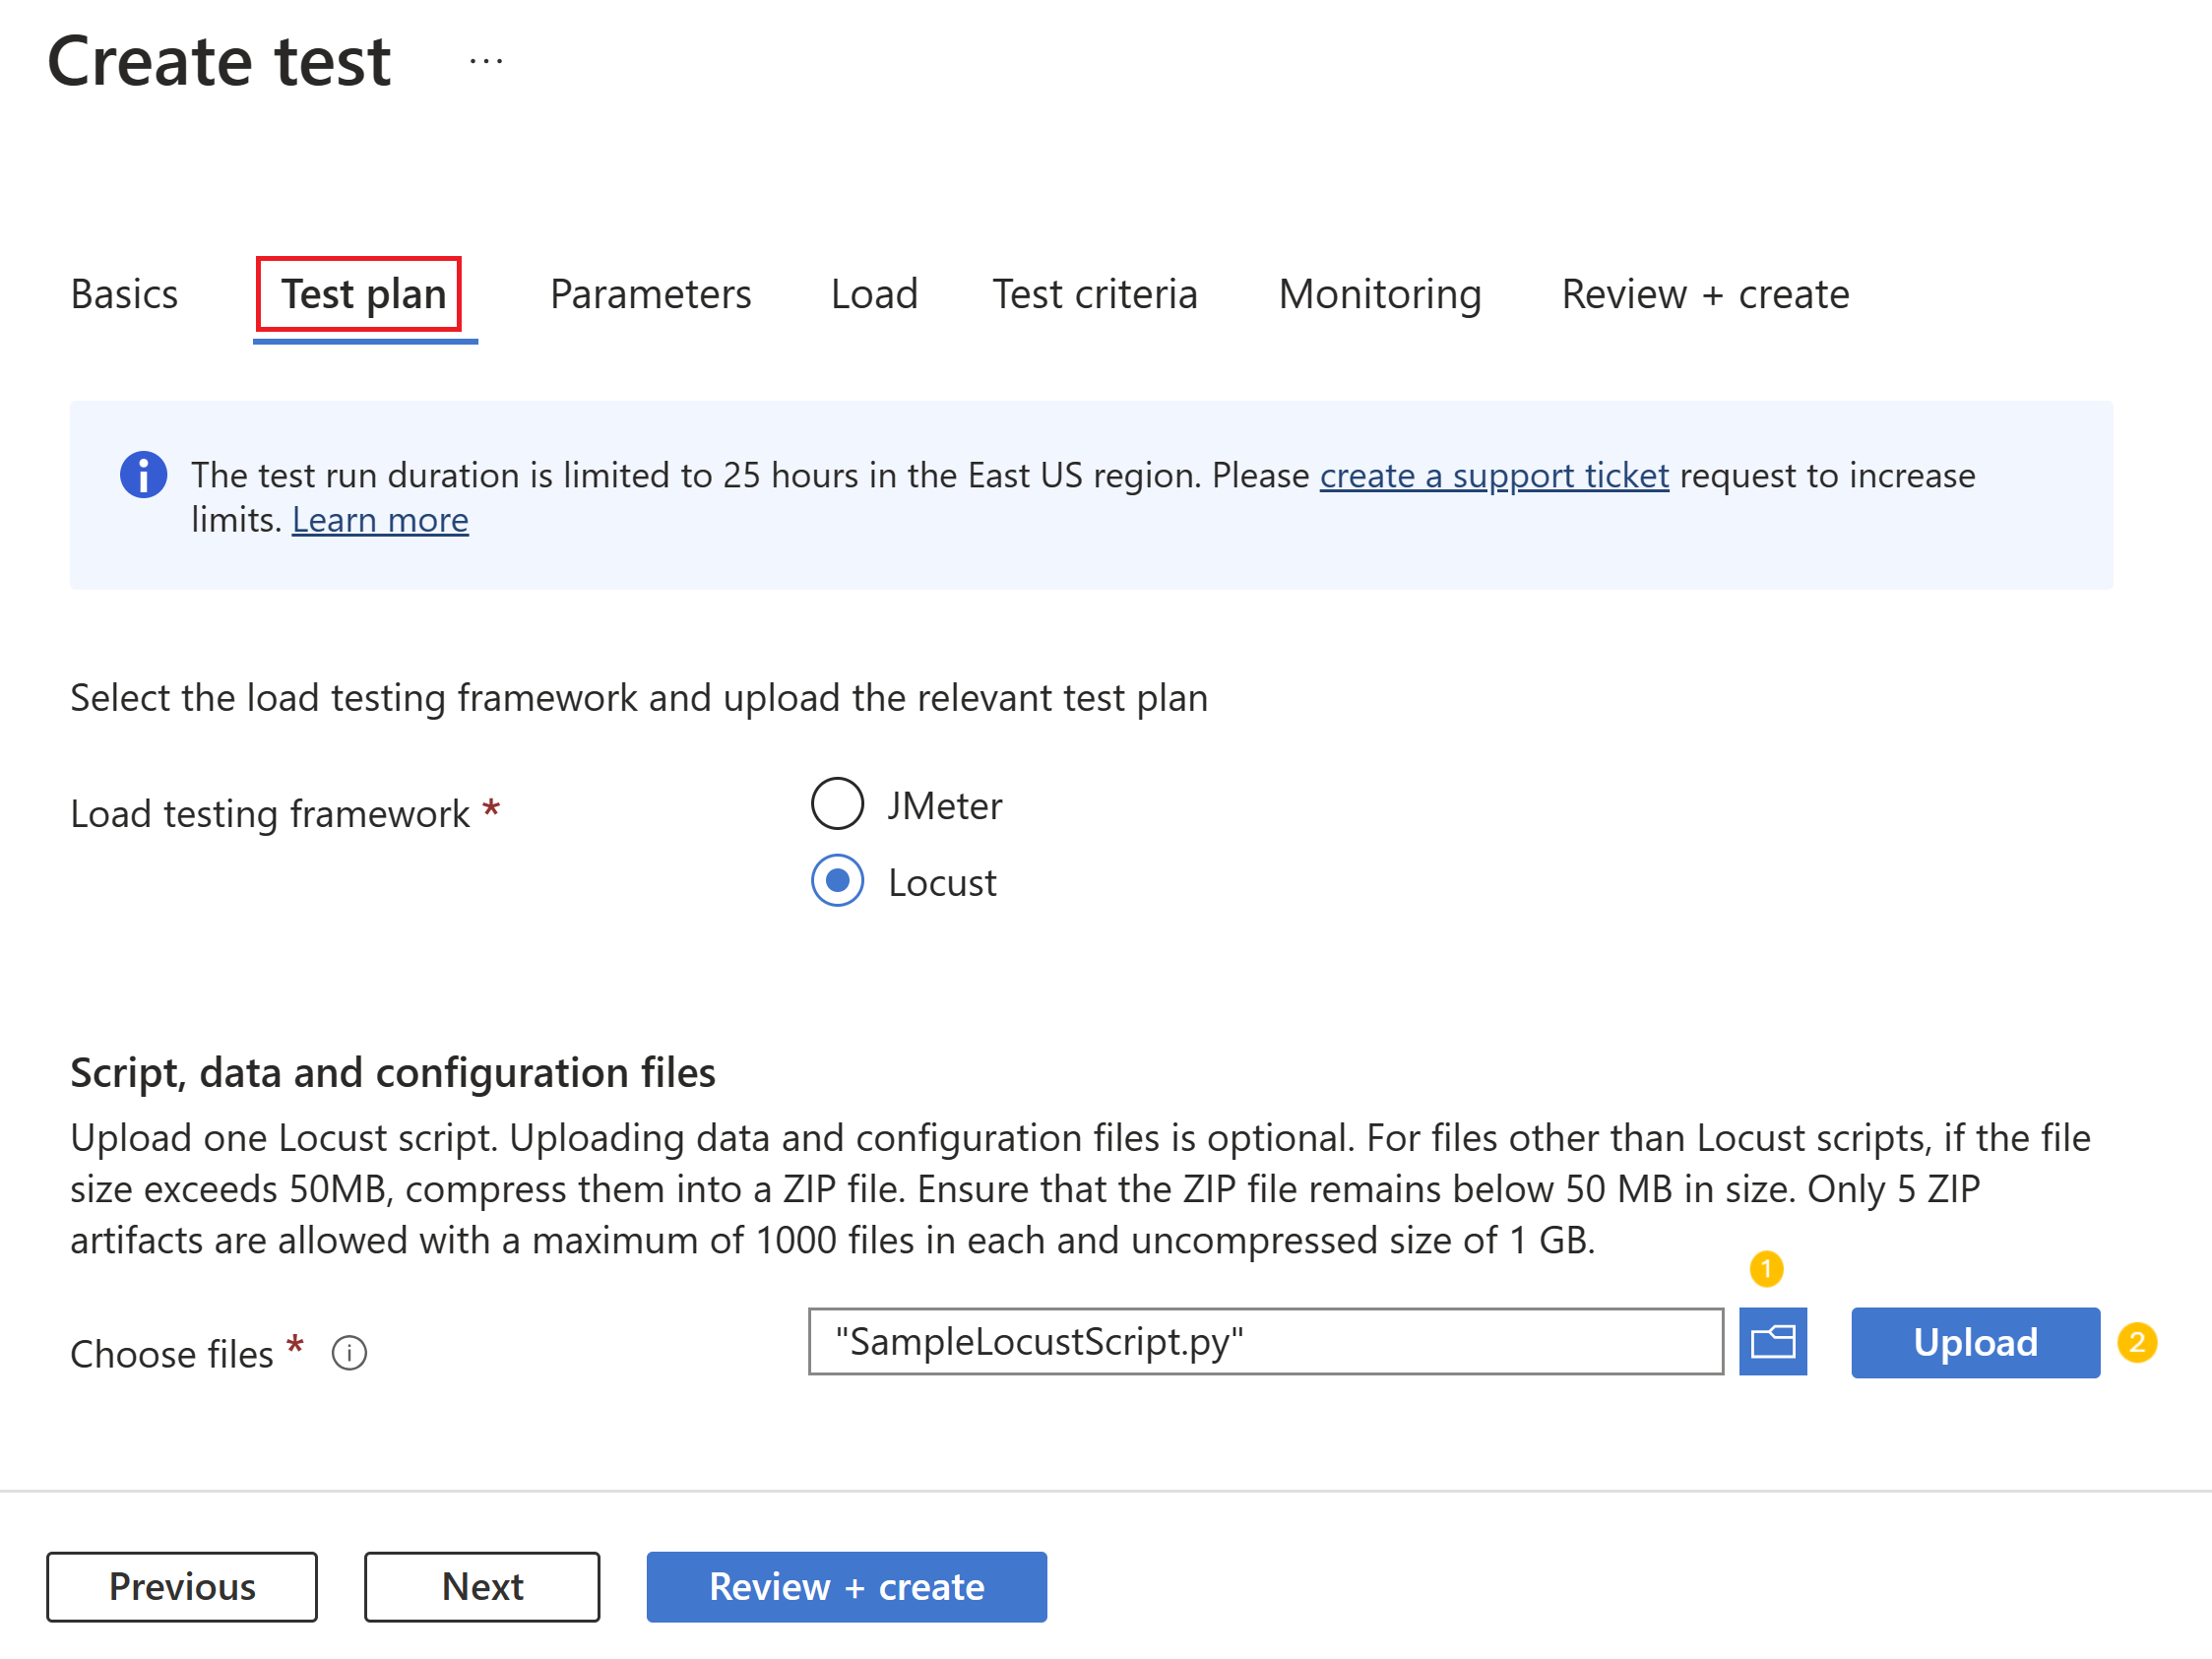 Create test ...
Basics Test plan Parameters Load Test criteria Monitoring Review + create
The test run duration is limited to 25 hours in the East US region. Please create a support ticket request to increase
limits. Learn more
Select the load testing framework and upload the relevant test plan
Load testing framework *
JMeter
Locust
Script, data and configuration files
Upload one Locust script. Uploading data and configuration files is optional. For files other than Locust scripts, if the file
size exceeds 50MB, compress them into a ZIP file. Ensure that the ZIP file remains below 50 MB in size. Only 5 ZIP
artifacts are allowed with a maximum of 1000 files in each and uncompressed size of 1 GB.
1
Choose files * "SampleLocustScript.py" Upload 2
Previous Next Review + create